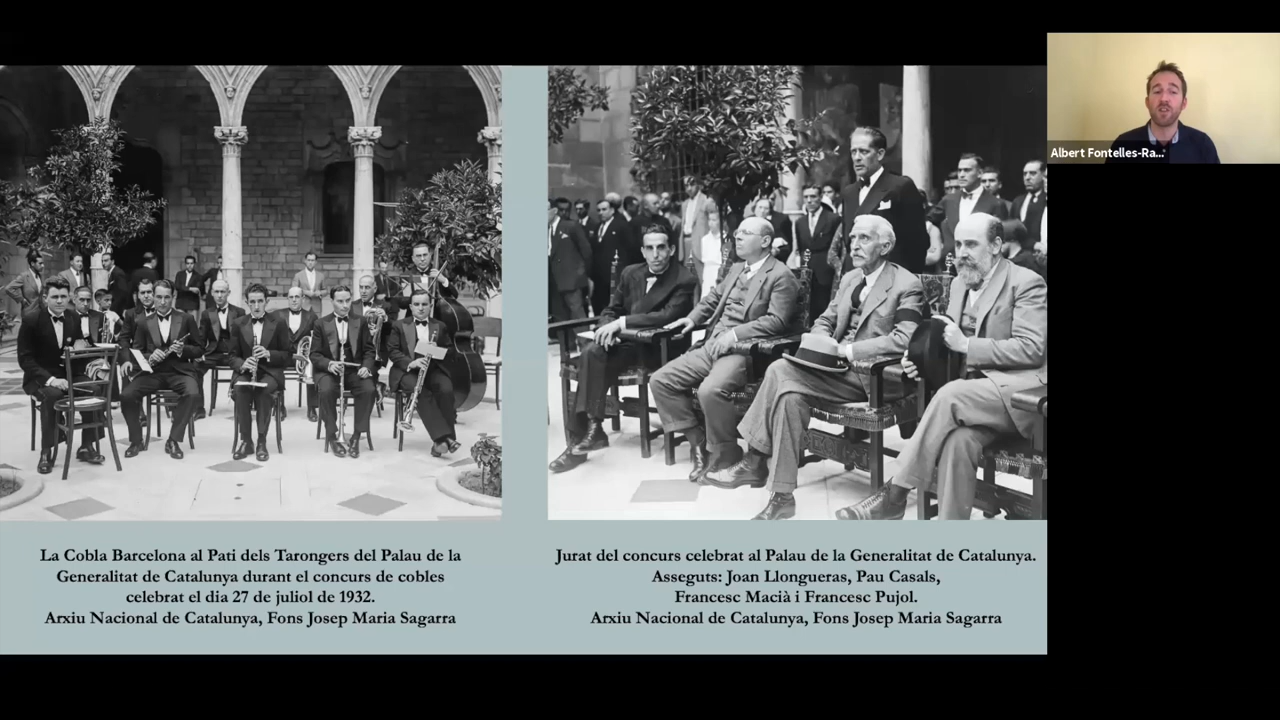 Albert Fontelles-Ra...
La Cobla Barcelona al Pati dels Tarongers del Palau de la
Generalitat de Catalunya durant el concurs de cobles
celebrat el dia 27 de juliol de 1932.
Arxiu Nacional de Catalunya, Fons Josep Maria Sagarra
Jurat del concurs celebrat al Palau de la Generalitat de Catalunya.
Asseguts: Joan Llongueras, Pau Casals,
Francesc Macià i Francesc Pujol.
Arxiu Nacional de Catalunya, Fons Josep Maria Sagarra